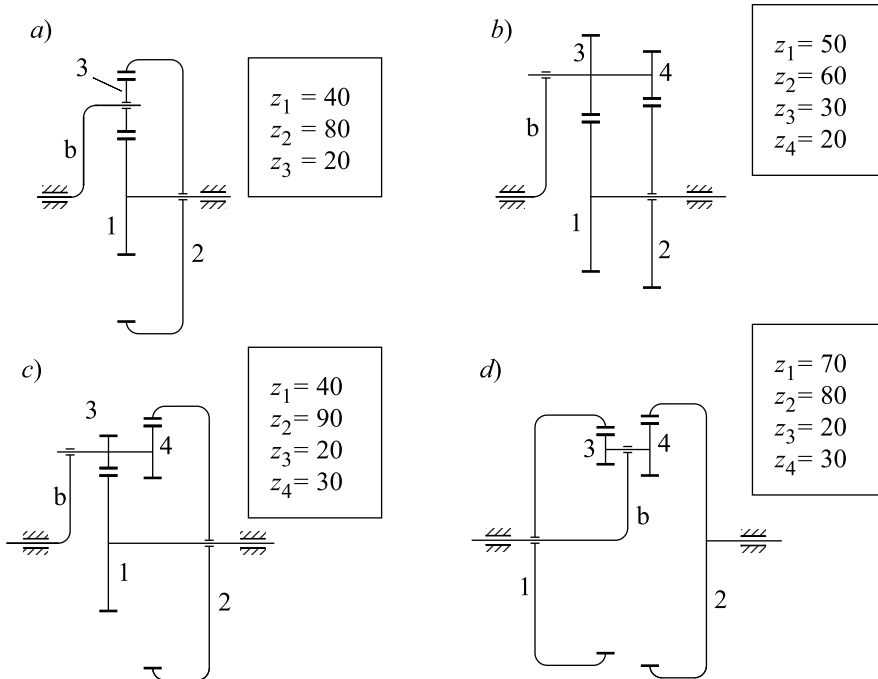 a)
3
b
1
2
z₁ = 40
z₂ = 80
z₃ = 20
b)
3
4
b
1
2
z₁ = 50
z₂ = 60
z₃ = 30
z₄ = 20
c)
3
4
b
1
2
z₁ = 40
z₂ = 90
z₃ = 20
z₄ = 30
d)
3
4
b
1
2
z₁ = 70
z₂ = 80
z₃ = 20
z₄ = 30